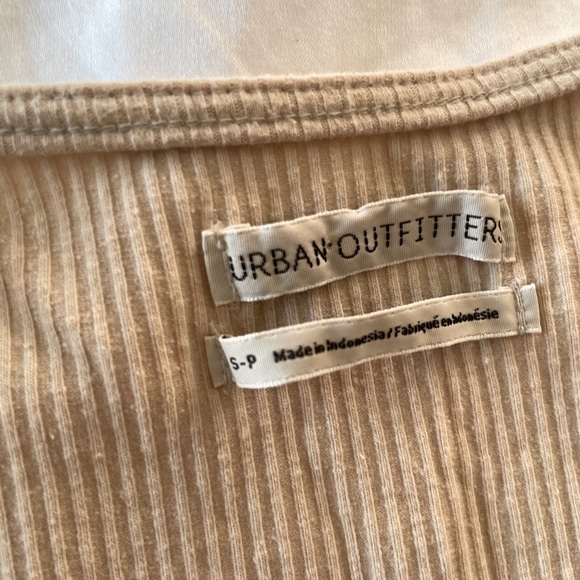 URBAN OUTFITTERS
S-P Made in Indonesia / Fabriqué en Indonésie